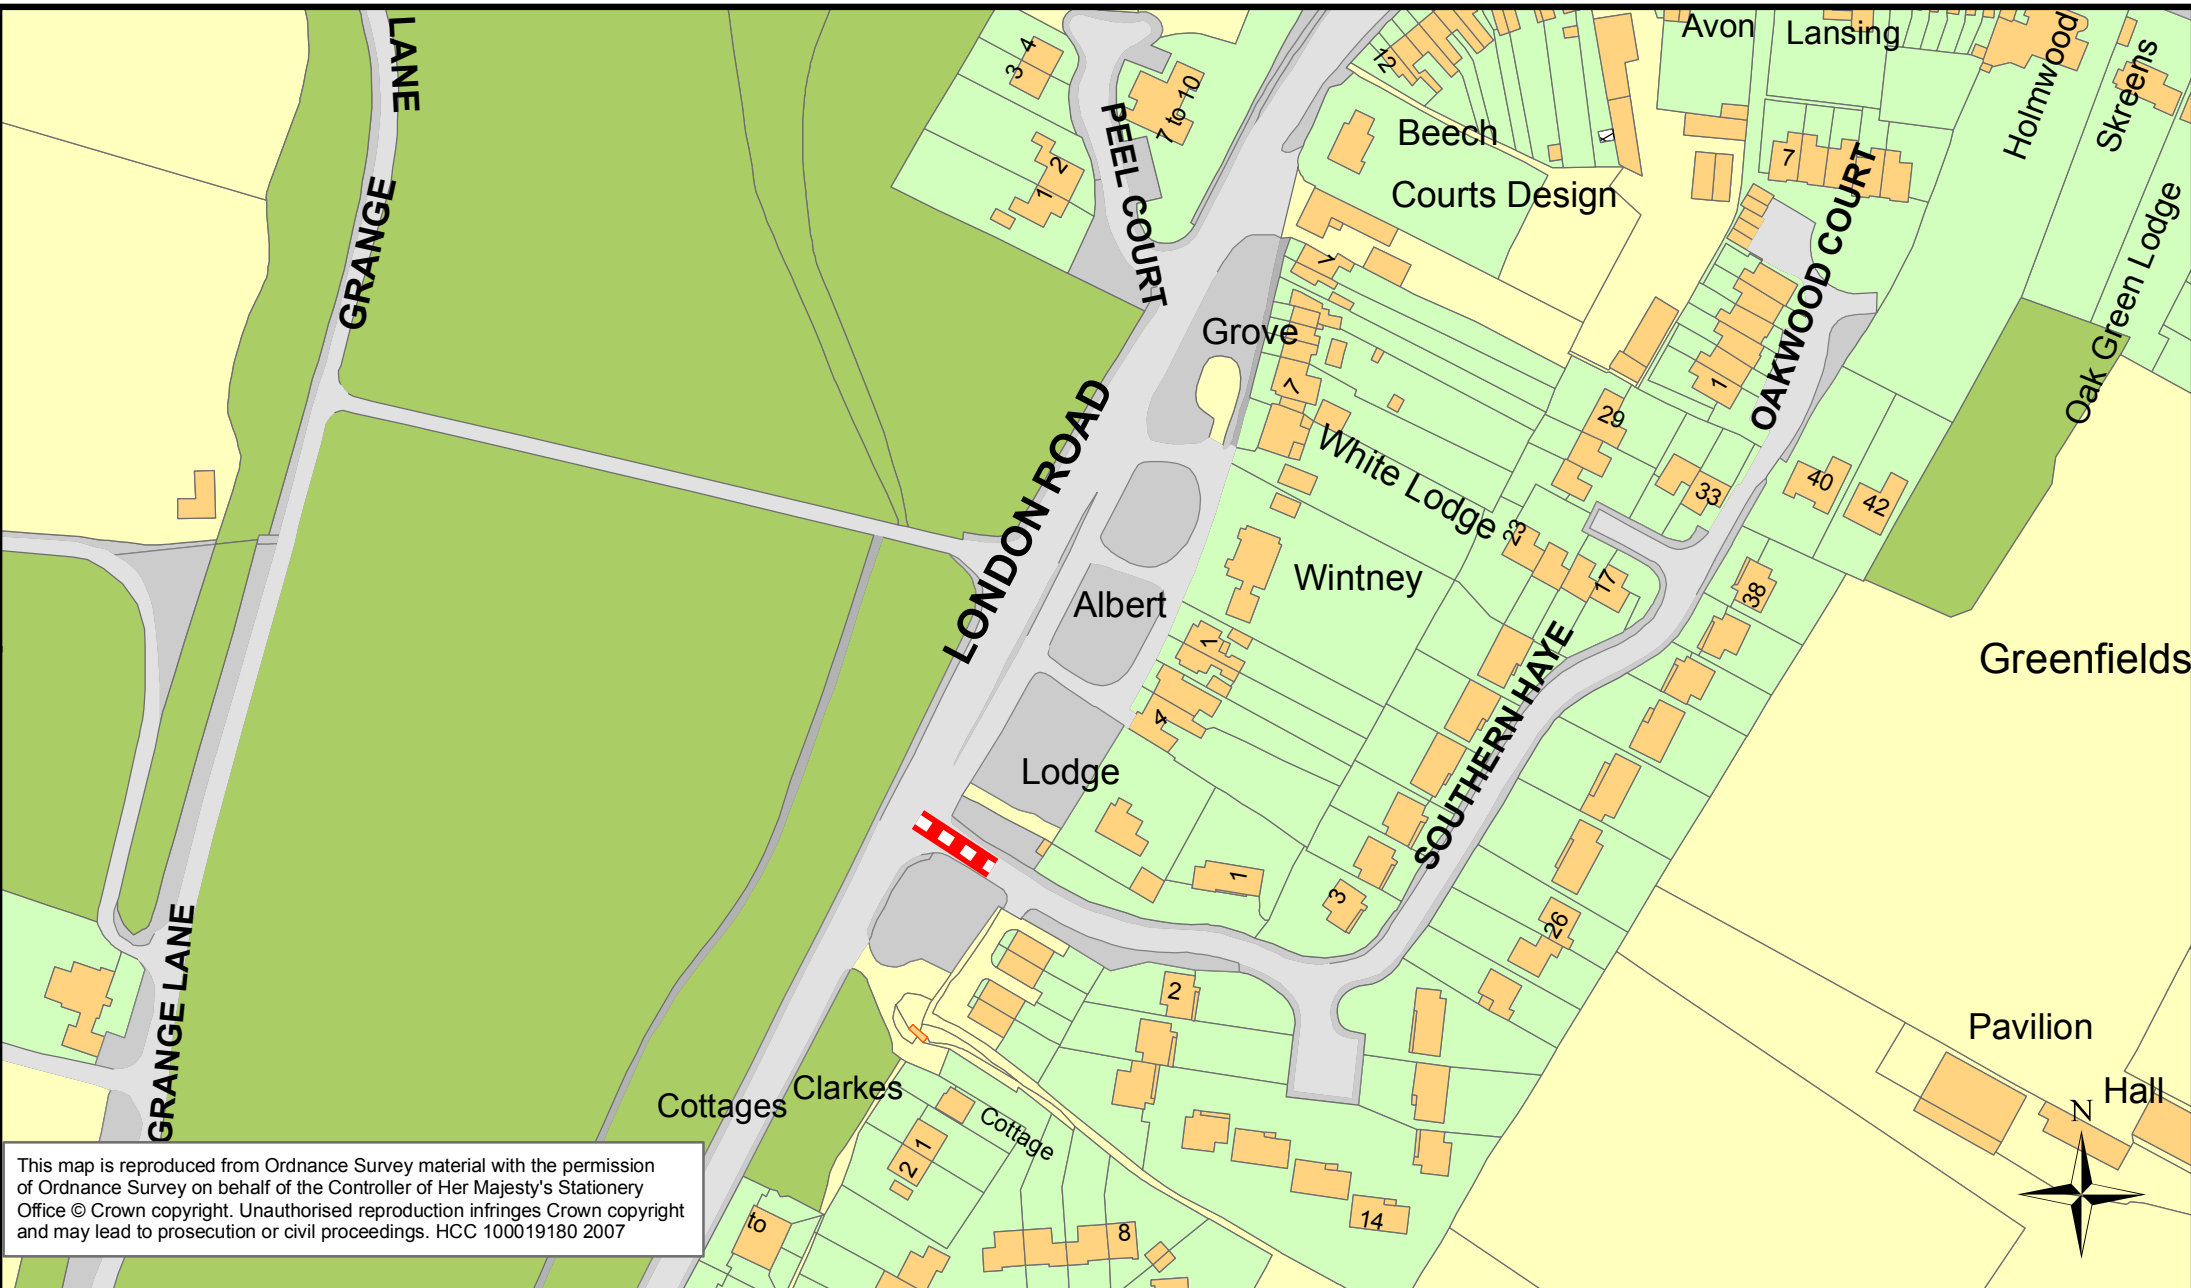 LANE
GRANGE
GRANGE LANE
4
3
2
1
7 to 10
PEEL COURT
12
Avon
Lansing
Holmwood
Skreens
Beech
Courts Design
7
OAKWOOD COURT
Oak Green Lodge
1
Grove
7
1
29
White Lodge
33
40
42
23
17
38
LONDON ROAD
Wintney
Albert
1
4
Greenfields
SOUTHERN HAYE
Lodge
1
3
26
2
Pavilion
Hall
N
Clarkes
Cottages
Cottage
1
2
14
8
to
This map is reproduced from Ordnance Survey material with the permission
of Ordnance Survey on behalf of the Controller of Her Majesty's Stationery
Office © Crown copyright. Unauthorised reproduction infringes Crown copyright
and may lead to prosecution or civil proceedings. HCC 100019180 2007